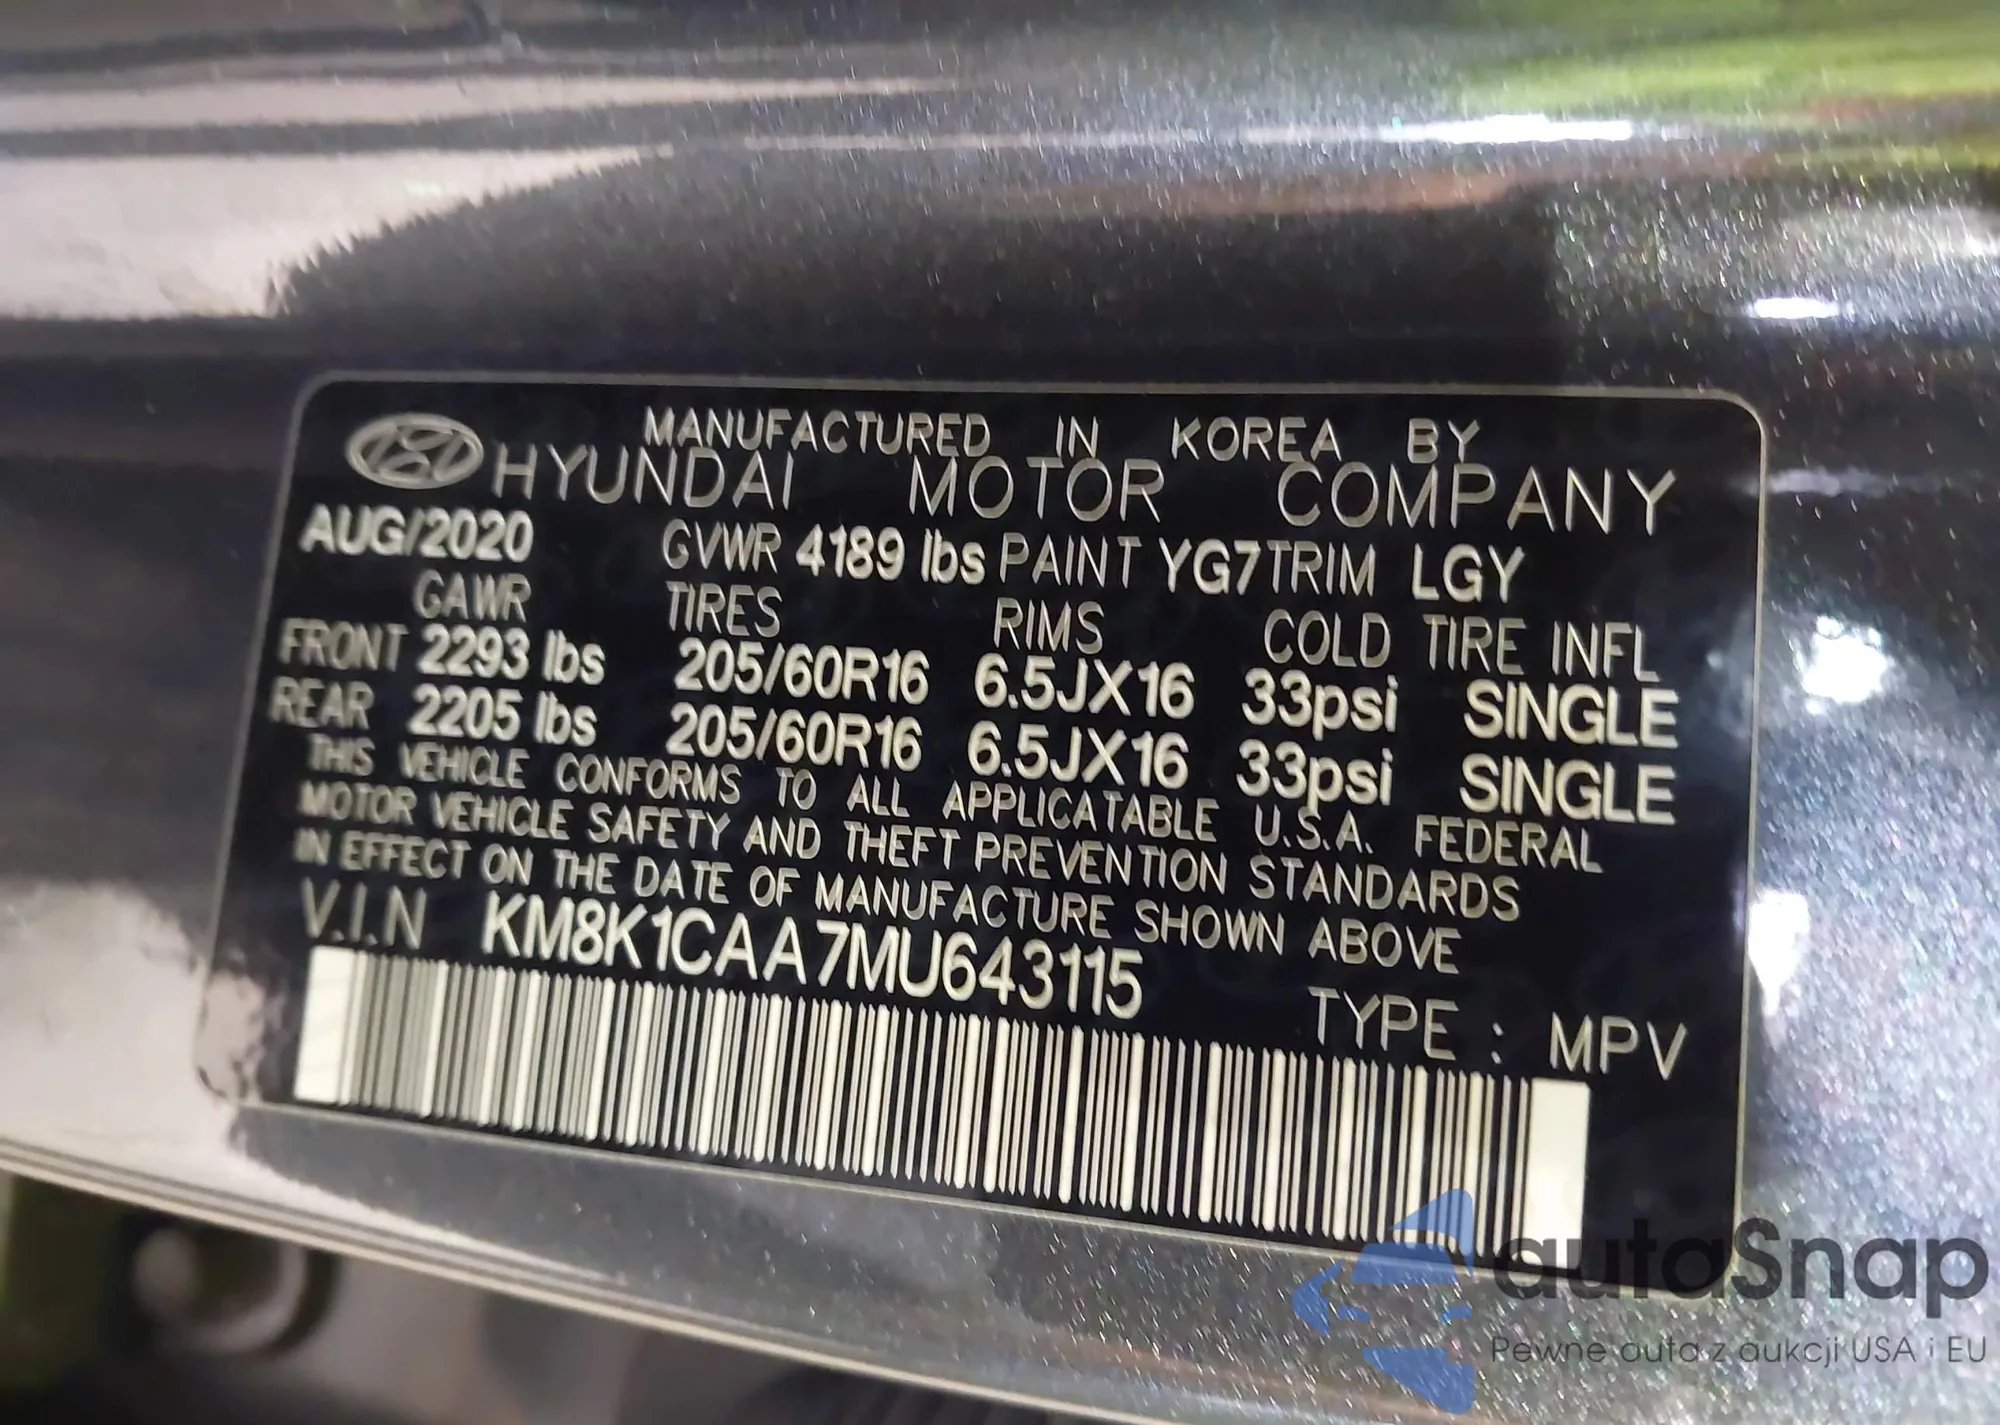 MANUFACTURED IN KOREA BY
HYUNDAI MOTOR COMPANY
AUG/2020 GVWR 4189 lbs PAINT YG7 TRIM LGY
GAWR TIRES RIMS COLD TIRE INFL
FRONT 2293 lbs 205/60R16 6.5JX16 33psi SINGLE
REAR 2205 lbs 205/60R16 6.5JX16 33psi SINGLE
THIS VEHICLE CONFORMS TO ALL APPLICATABLE U.S.A. FEDERAL
MOTOR VEHICLE SAFETY AND THEFT PREVENTION STANDARDS
IN EFFECT ON THE DATE OF MANUFACTURE SHOWN ABOVE
V.I.N KM8K1CAA7MU643115
TYPE : MPV
autaSnap
Pewne auta z aukcji USA i EU